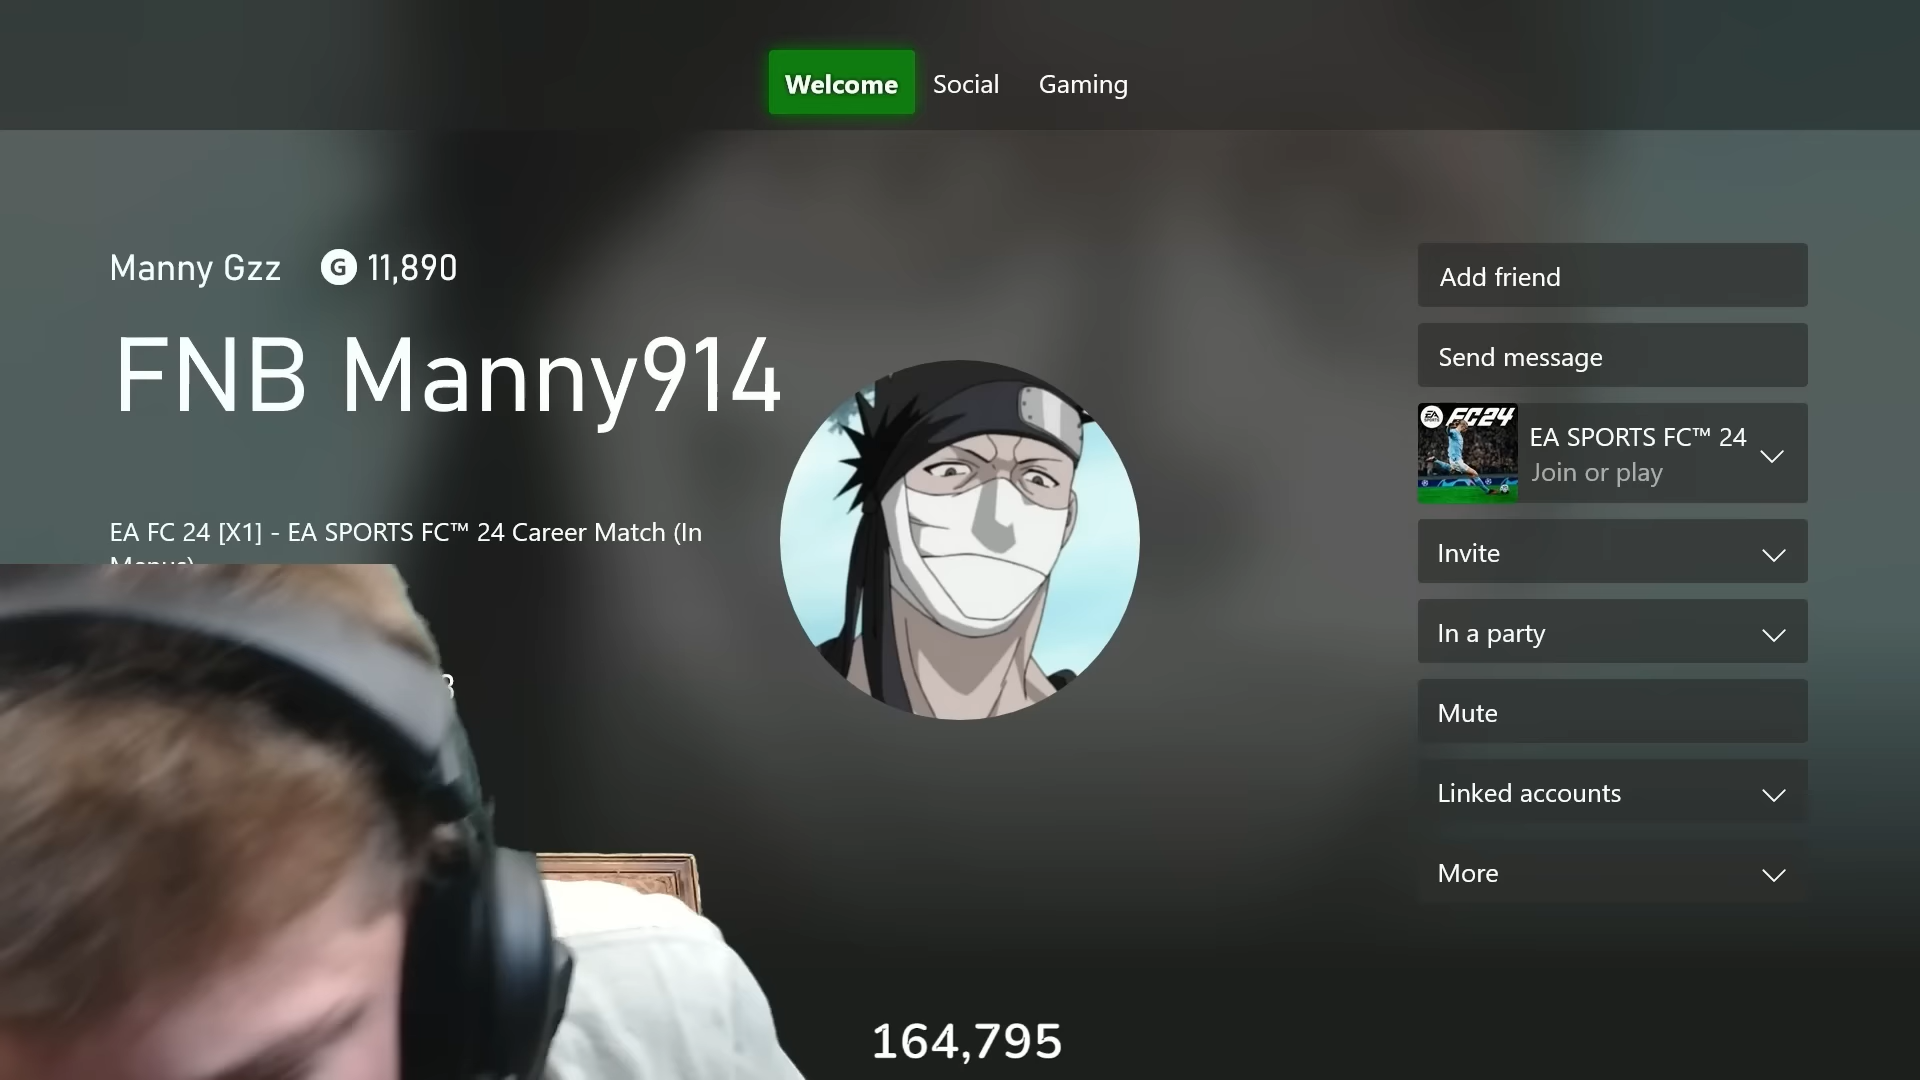 Welcome Social Gaming
Manny Gzz G 11,890
FNB Manny914
EA FC 24 [X1] - EA SPORTS FC™ 24 Career Match (In
Add friend
Send message
EA SPORTS FC24
EA SPORTS FC™ 24
Join or play
Invite
In a party
Mute
Linked accounts
More
164,795